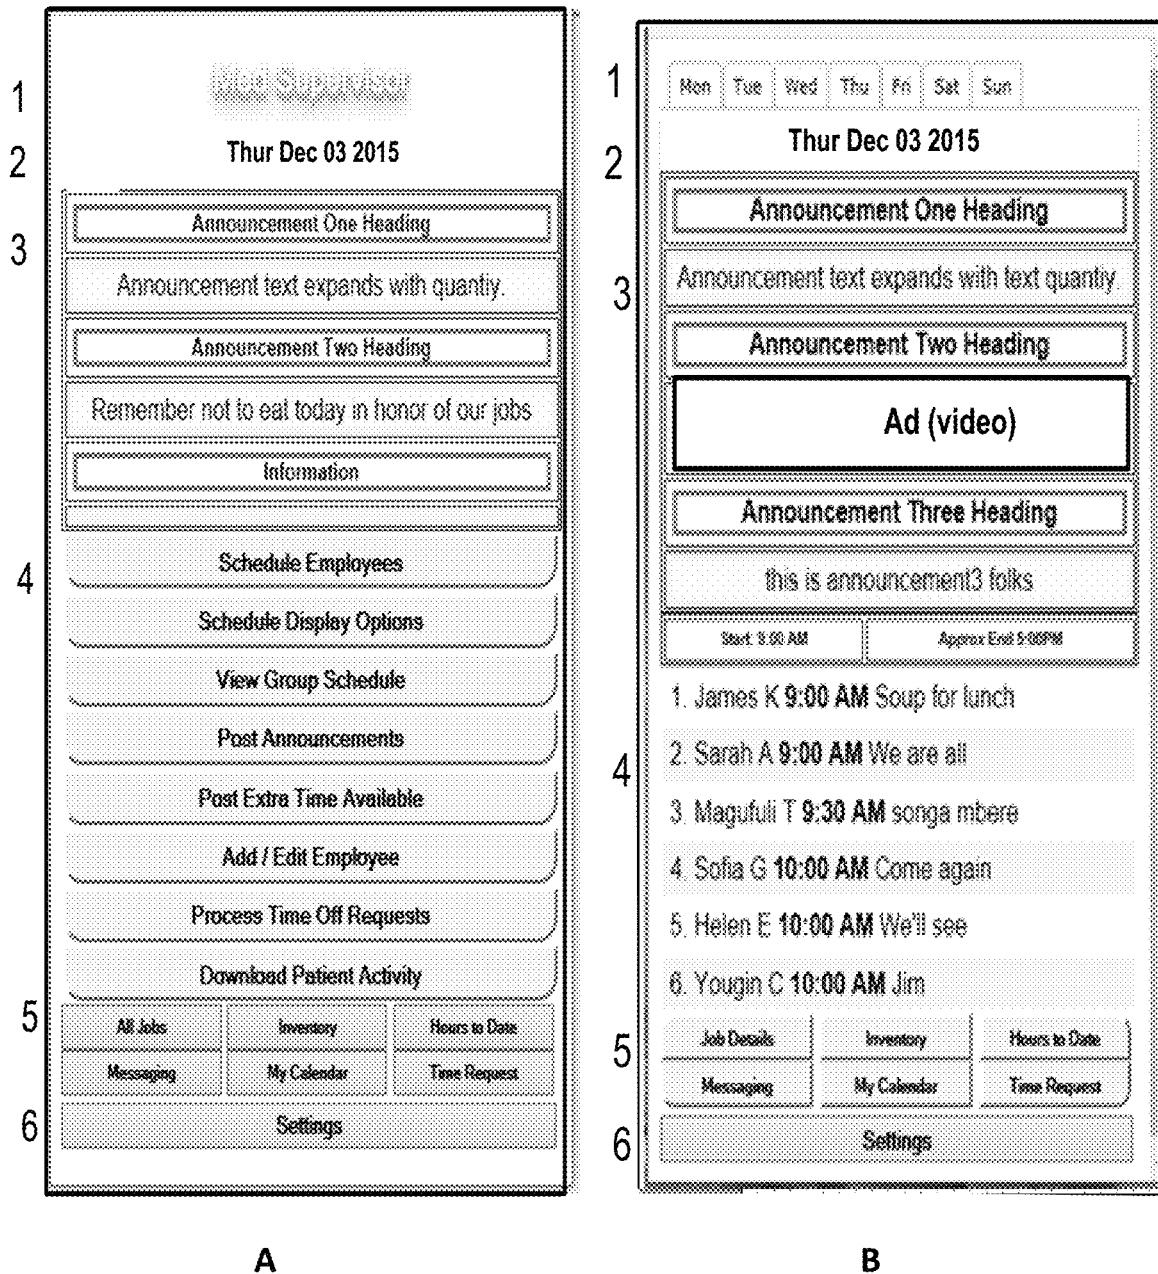 1
Med Supervisor
2
Thur Dec 03 2015
3
Announcement One Heading
Announcement text expands with quantiy.
Announcement Two Heading
Remember not to eat today in honor of our jobs
Information
4
Schedule Employees
Schedule Display Options
View Group Schedule
Post Announcements
Post Extra Time Available
Add / Edit Employee
Process Time Off Requests
Download Patient Activity
5
All Jobs Inventory Hours to Date
Messaging My Calendar Time Request
6
Settings
A
1
Mon Tue Wed Thu Fri Sat Sun
2
Thur Dec 03 2015
3
Announcement One Heading
Announcement text expands with text quantiy.
Announcement Two Heading
Ad (video)
Announcement Three Heading
this is announcement3 folks
Start: 9:00 AM Approx End 5:00PM
4
1. James K 9:00 AM Soup for lunch
2. Sarah A 9:00 AM We are all
3. Magufuli T 9:30 AM songa mbere
4. Sofia G 10:00 AM Come again
5. Helen E 10:00 AM We'll see
6. Yougin C 10:00 AM Jim
5
Job Details Inventory Hours to Date
Messaging My Calendar Time Request
6
Settings
B